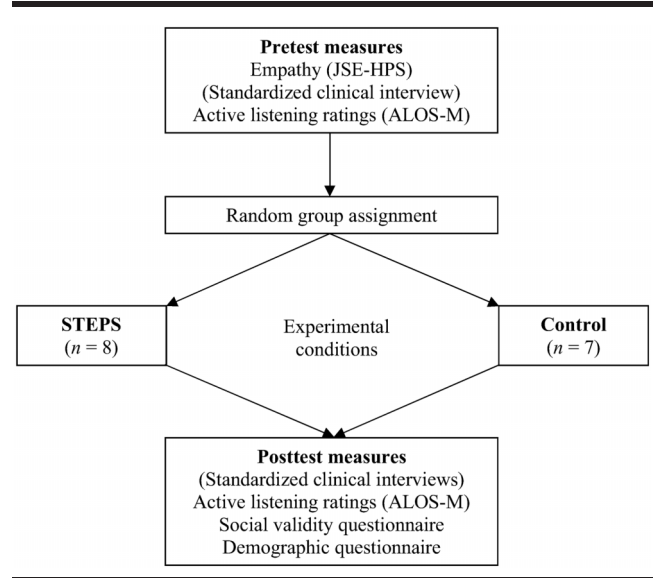 Pretest measures
Empathy (JSE-HPS)
(Standardized clinical interview)
Active listening ratings (ALOS-M)
Random group assignment
STEPS
(n = 8)
Experimental
conditions
Control
(n = 7)
Posttest measures
(Standardized clinical interviews)
Active listening ratings (ALOS-M)
Social validity questionnaire
Demographic questionnaire